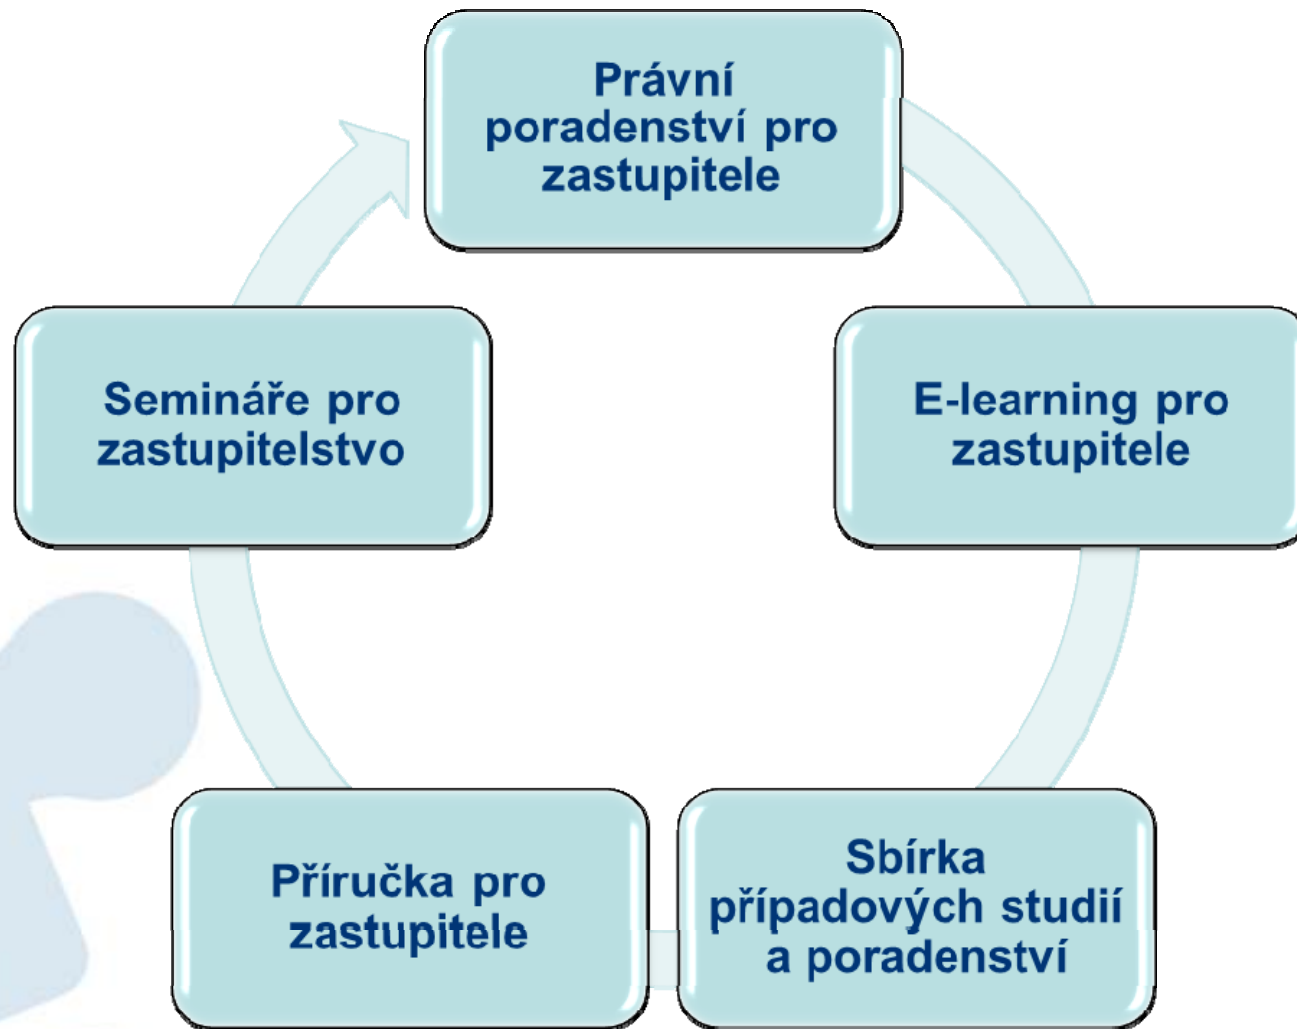 Právní
poradenství pro
zastupitele
E-learning pro
zastupitele
Sbírka
případových studií
a poradenství
Příručka pro
zastupitele
Semináře pro
zastupitelstvo